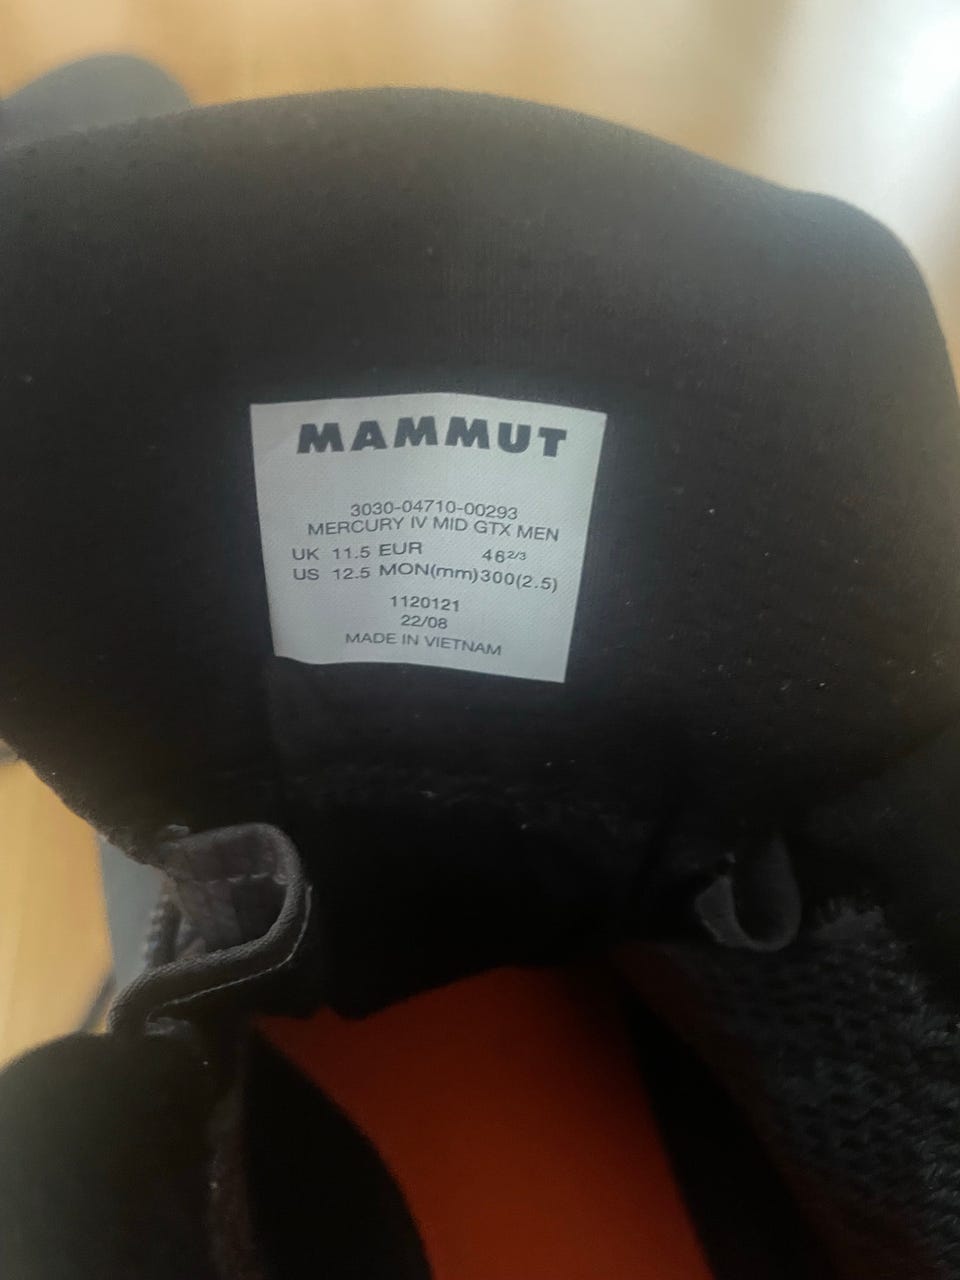 MAMMUT
3030-04710-00293
MERCURY IV MID GTX MEN
UK 11.5 EUR 46 2/3
US 12.5 MON(mm)300(2.5)
1120121
22/08
MADE IN VIETNAM